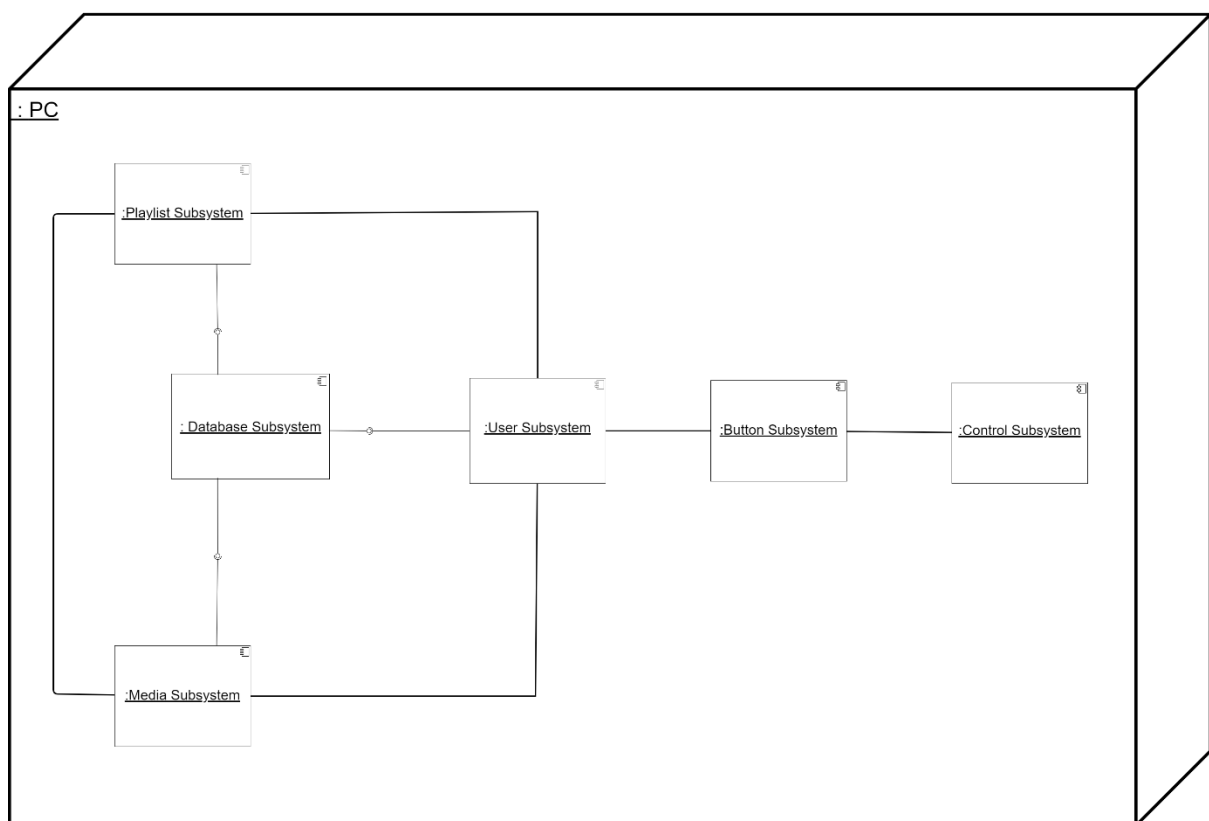 : PC
:Playlist Subsystem
: Database Subsystem
:User Subsystem
:Button Subsystem
:Control Subsystem
:Media Subsystem